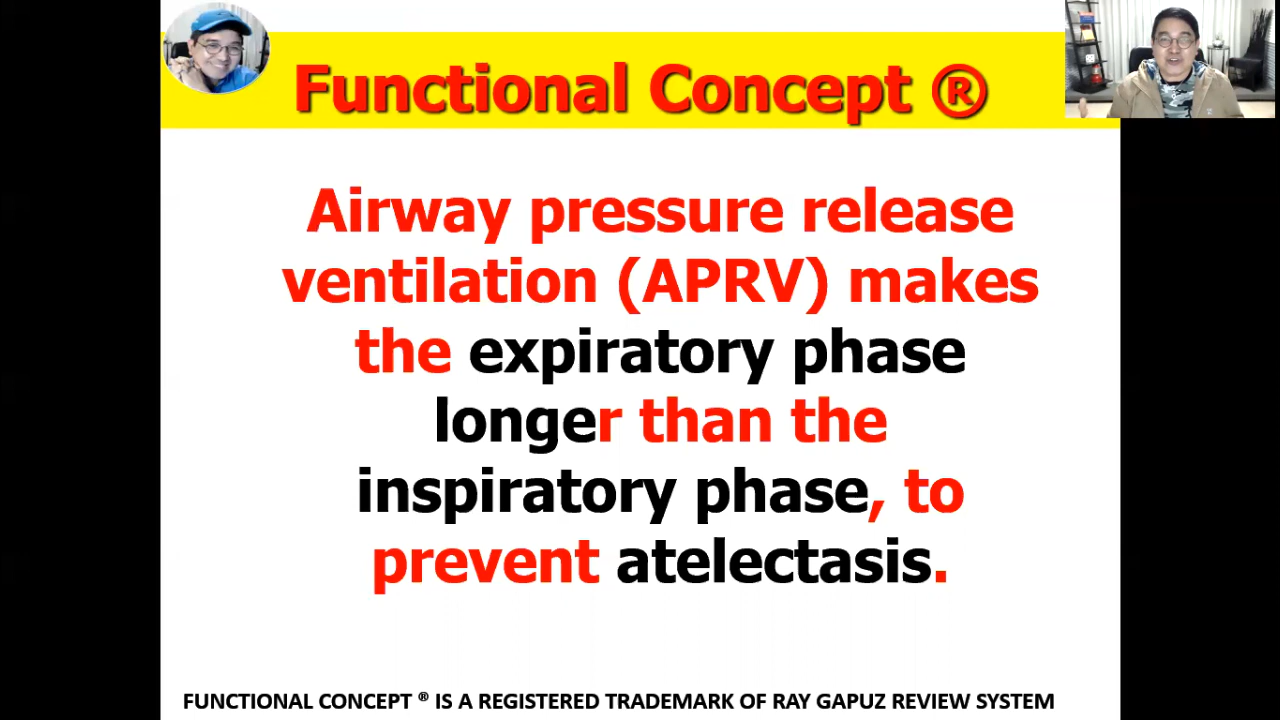 Functional Concept ®
Airway pressure release
ventilation (APRV) makes
the expiratory phase
longer than the
inspiratory phase, to
prevent atelectasis.
FUNCTIONAL CONCEPT ® IS A REGISTERED TRADEMARK OF RAY GAPUZ REVIEW SYSTEM